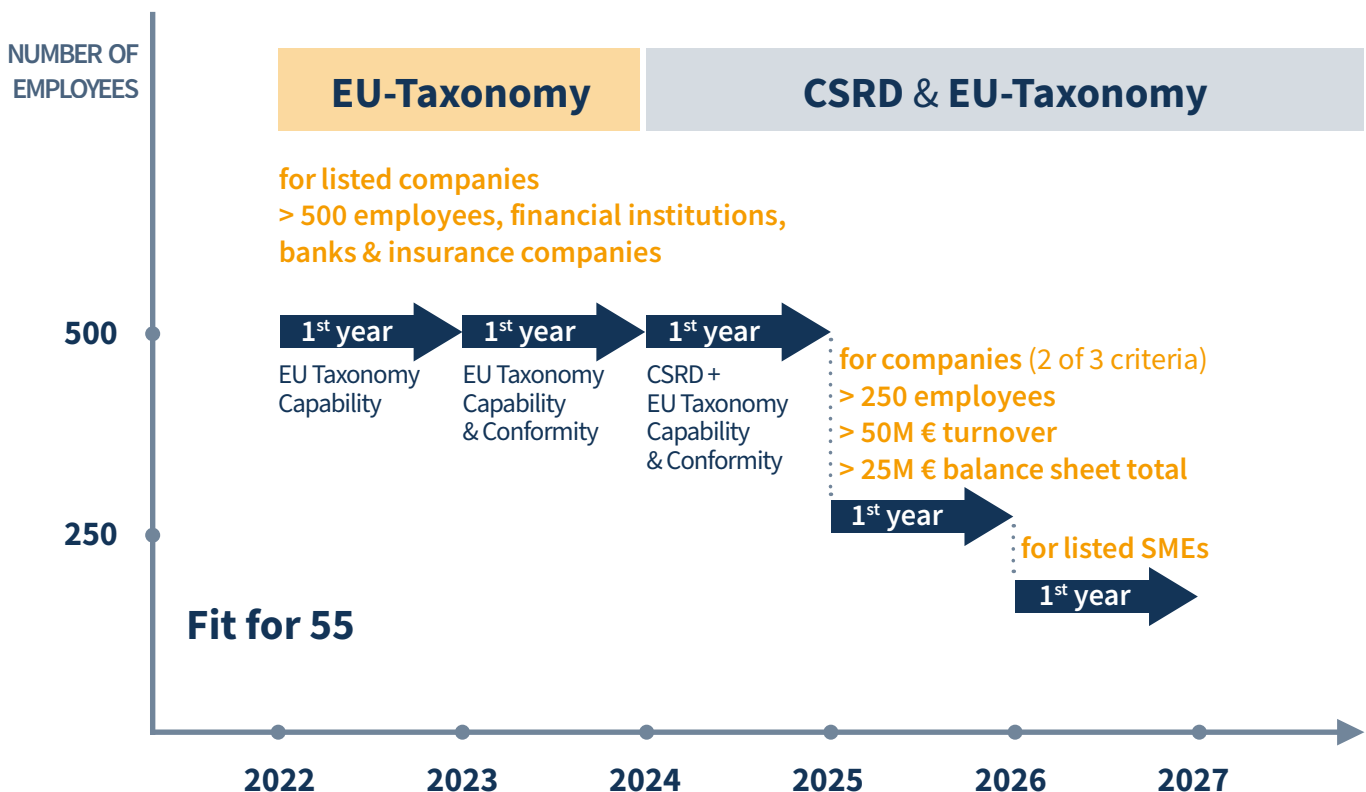 NUMBER OF
EMPLOYEES
EU-Taxonomy
CSRD & EU-Taxonomy
for listed companies
> 500 employees, financial institutions,
banks & insurance companies
500
1st year
1st year
1st year
EU Taxonomy
Capability
EU Taxonomy
Capability
& Conformity
CSRD +
EU Taxonomy
Capability
& Conformity
for companies (2 of 3 criteria)
> 250 employees
> 50M € turnover
> 25M € balance sheet total
250
1st year
for listed SMEs
1st year
Fit for 55
2022
2023
2024
2025
2026
2027